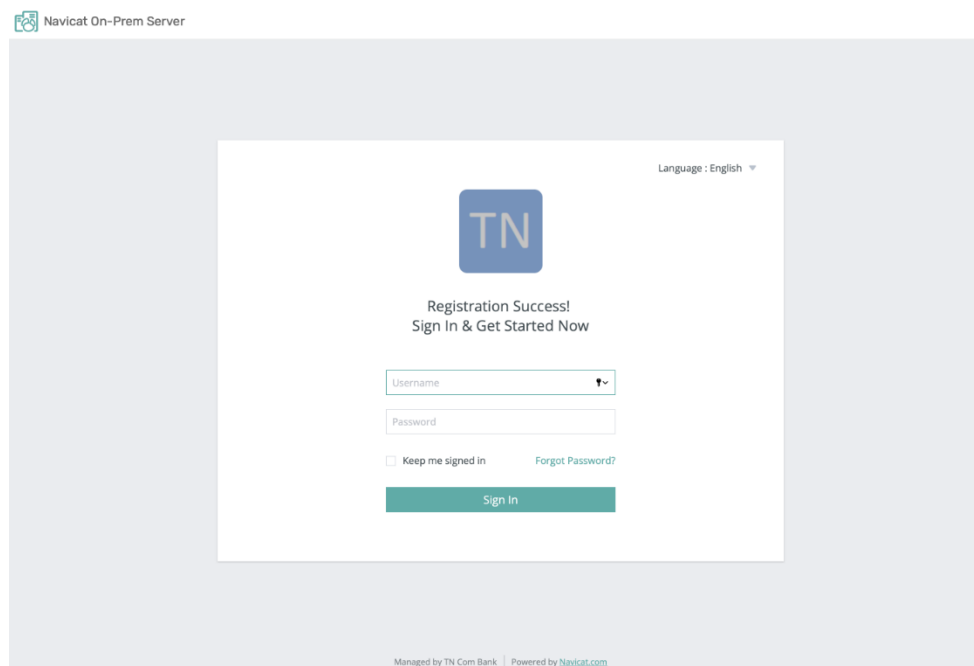 Navicat On-Prem Server
Language : English
TN
Registration Success!
Sign In & Get Started Now
Username
Password
Keep me signed in Forgot Password?
Sign In
Managed by TN Com Bank | Powered by Navicat.com